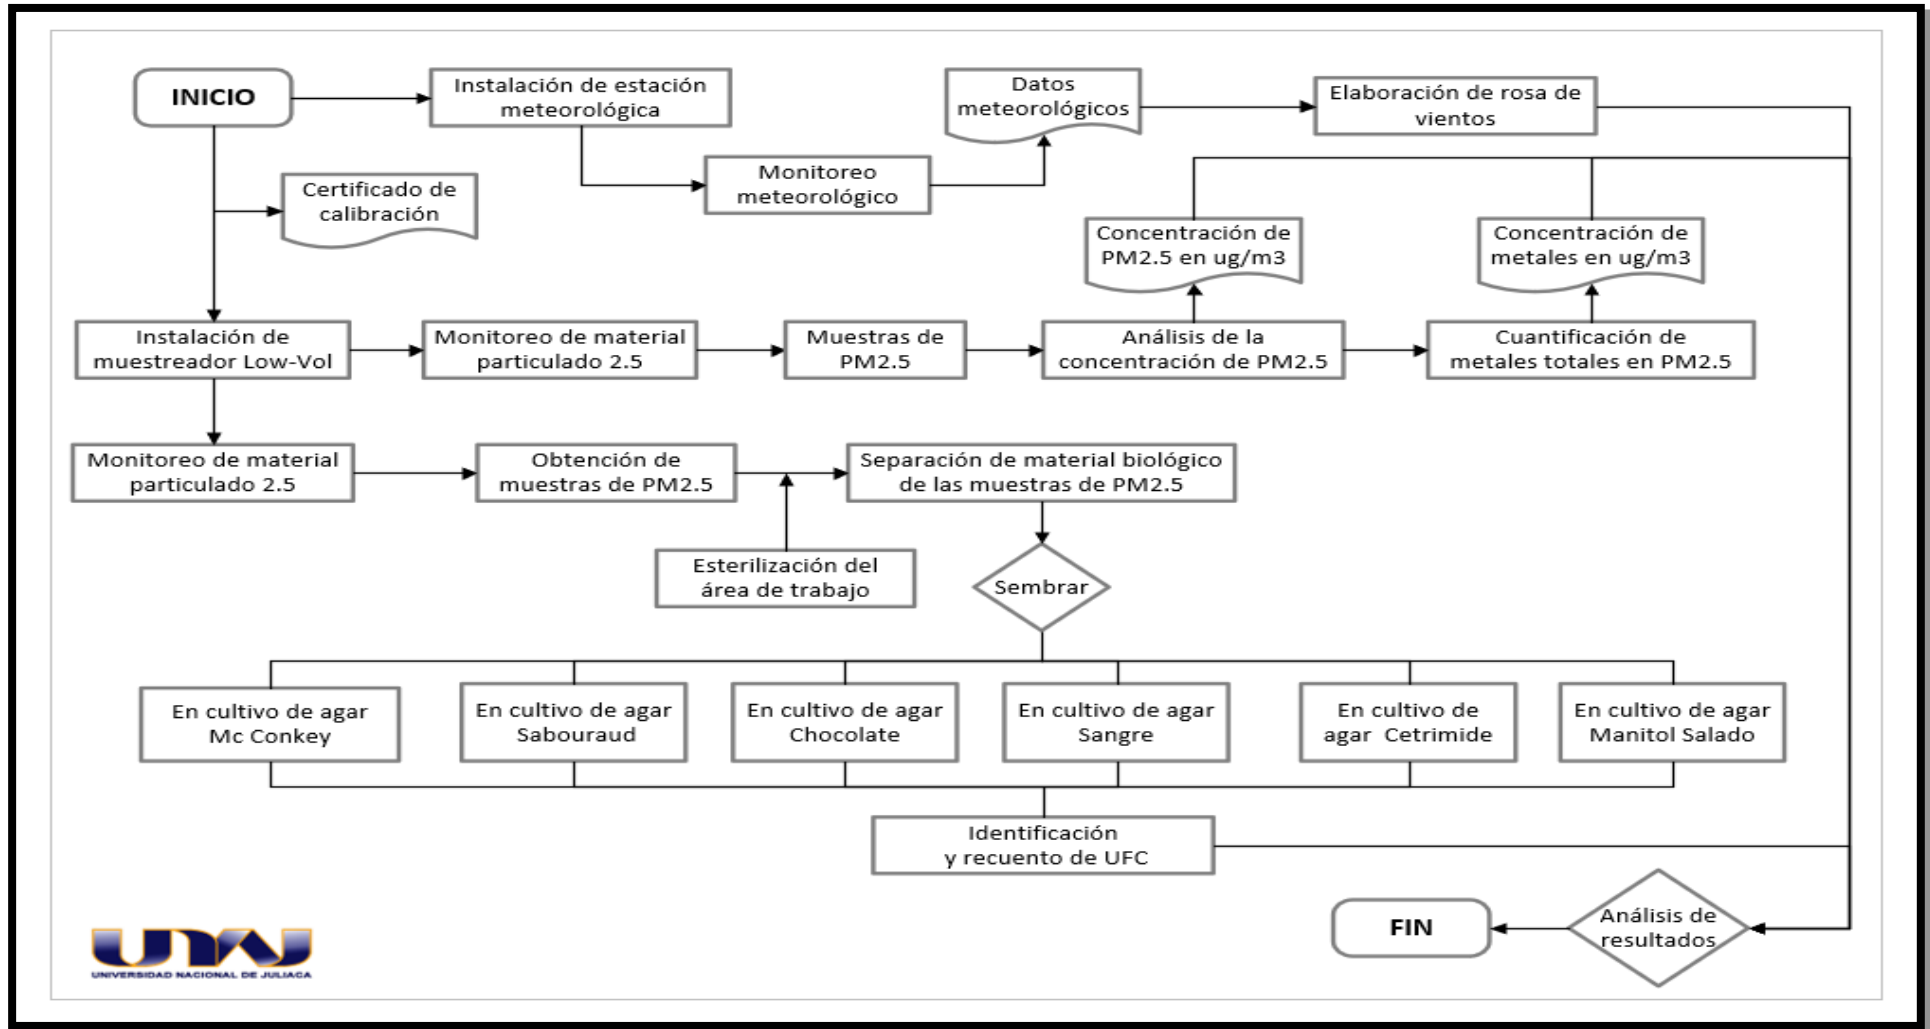 INICIO
Instalación de estación
meteorológica
Datos
meteorológicos
Elaboración de rosa de
vientos
Monitoreo
meteorológico
Certificado de
calibración
Concentración de
PM2.5 en ug/m3
Concentración de
metales en ug/m3
Instalación de
muestreador Low-Vol
Monitoreo de material
particulado 2.5
Muestras de
PM2.5
Análisis de la
concentración de PM2.5
Cuantificación de
metales totales en PM2.5
Monitoreo de material
particulado 2.5
Obtención de
muestras de PM2.5
Separación de material biológico
de las muestras de PM2.5
Esterilización del
área de trabajo
Sembrar
En cultivo de agar
Mc Conkey
En cultivo de agar
Sabouraud
En cultivo de agar
Chocolate
En cultivo de agar
Sangre
En cultivo de
agar  Cetrimide
En cultivo de agar
Manitol Salado
Identificación
y recuento de UFC
Análisis de
resultados
FIN
UNAJ
UNIVERSIDAD NACIONAL DE JULIACA